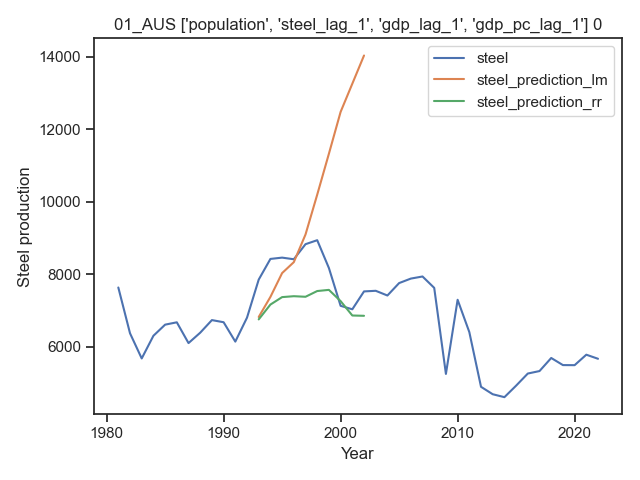 01_AUS ['population', 'steel_lag_1', 'gdp_lag_1', 'gdp_pc_lag_1'] 0
steel
steel_prediction_lm
steel_prediction_rr
14000
12000
10000
8000
6000
Steel production
1980
1990
2000
2010
2020
Year